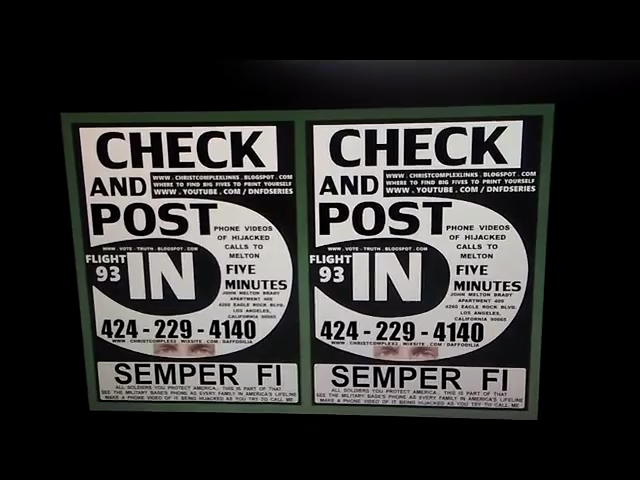 CHECK
WWW.CHRISTCOMPLEXLINKS.BLOGSPOT.COM
AND WHERE TO FIND BIG FIVES TO PRINT YOURSELF
WWW.YOUTUBE.COM/DNFDSERIES
POST
PHONE VIDEOS
OF HIJACKED
CALLS TO
MELTON
WWW.VOTE-TRUTH.BLOGSPOT.COM
FLIGHT
93
IN
FIVE
MINUTES
JOHN MELTON BRADY
APARTMENT 409
4260 EAGLE ROCK BLVD.
LOS ANGELES,
CALIFORNIA 90065
424-229-4140
WWW.CHRISTCOMPLEX2.WIXSITE.COM/DAFFODILIA
SEMPER FI
ALL SOLDIERS YOU PROTECT AMERICA. THIS IS PART OF THAT
SEE THE MILITARY BASE'S PHONE AS EVERY FAMILY IN AMERICA'S LIFELINE
MAKE A PHONE VIDEO OF IT BEING HIJACKED AS YOU TRY TO CALL ME
CHECK
WWW.CHRISTCOMPLEXLINKS.BLOGSPOT.COM
AND WHERE TO FIND BIG FIVES TO PRINT YOURSELF
WWW.YOUTUBE.COM/DNFDSERIES
POST
PHONE VIDEOS
OF HIJACKED
CALLS TO
MELTON
WWW.VOTE-TRUTH.BLOGSPOT.COM
FLIGHT
93
IN
FIVE
MINUTES
JOHN MELTON BRADY
APARTMENT 409
4260 EAGLE ROCK BLVD.
LOS ANGELES,
CALIFORNIA 90065
424-229-4140
WWW.CHRISTCOMPLEX2.WIXSITE.COM/DAFFODILIA
SEMPER FI
ALL SOLDIERS YOU PROTECT AMERICA. THIS IS PART OF THAT
SEE THE MILITARY BASE'S PHONE AS EVERY FAMILY IN AMERICA'S LIFELINE
MAKE A PHONE VIDEO OF IT BEING HIJACKED AS YOU TRY TO CALL ME